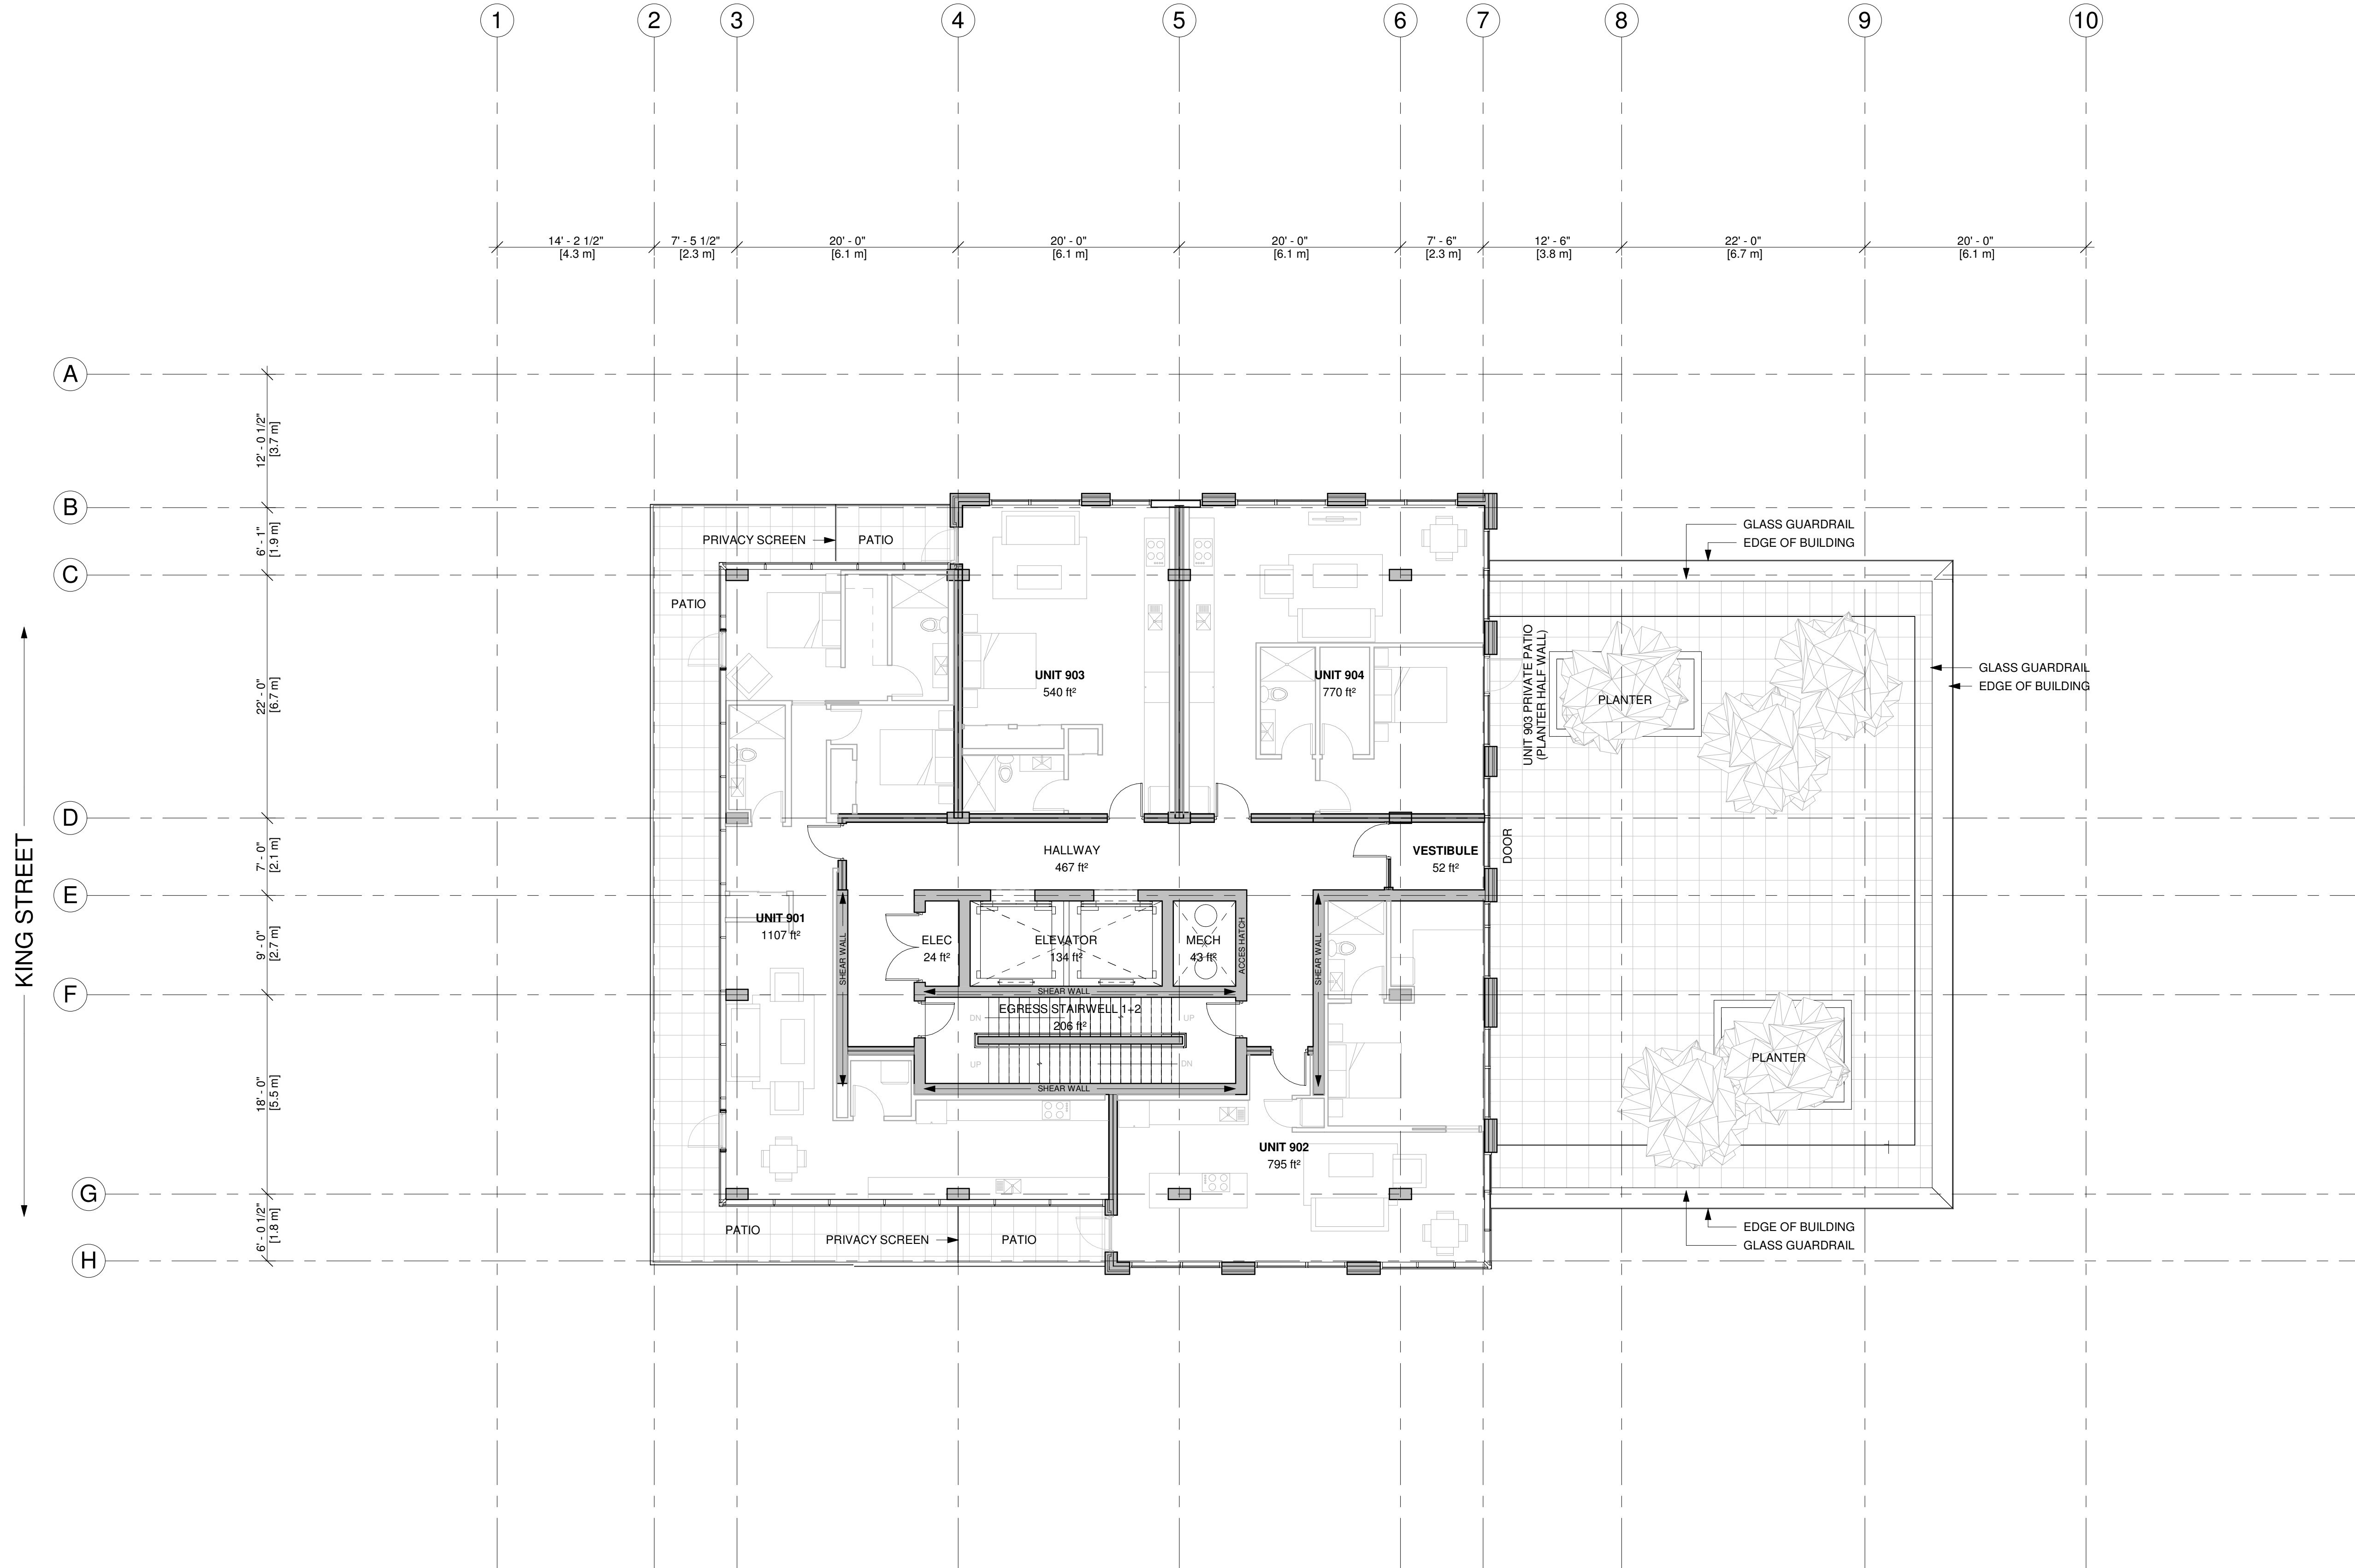 1 2 3 4 5 6 7 8 9 10
14' - 2 1/2" 7' - 5 1/2" 20' - 0" 20' - 0" 20' - 0" 7' - 6" 12' - 6" 22' - 0" 20' - 0"
[4.3 m] [2.3 m] [6.1 m] [6.1 m] [6.1 m] [2.3 m] [3.8 m] [6.7 m] [6.1 m]
A
12' - 0 1/2"
[3.7 m]
B
6' - 1"
[1.9 m]
C
22' - 0"
[6.7 m]
D
7' - 0"
[2.1 m]
E
9' - 0"
[2.7 m]
F
18' - 0"
[5.5 m]
G
6' - 0 1/2"
[1.8 m]
H
KING STREET
PRIVACY SCREEN
PATIO
PATIO
GLASS GUARDRAIL
EDGE OF BUILDING
UNIT 903
540 ft²
UNIT 904
770 ft²
UNIT 903 PRIVATE PATIO
(PLANTER HALF WALL)
PLANTER
GLASS GUARDRAIL
EDGE OF BUILDING
HALLWAY
467 ft²
VESTIBULE
52 ft²
DOOR
UNIT 901
1107 ft²
SHEAR WALL
ELEC
24 ft²
ELEVATOR
134 ft²
MECH
43 ft²
ACCES HATCH
SHEAR WALL
SHEAR WALL
EGRESS STAIRWELL 1+2
206 ft²
DN
UP
UP
DN
SHEAR WALL
PLANTER
UNIT 902
795 ft²
PATIO
PRIVACY SCREEN
PATIO
EDGE OF BUILDING
GLASS GUARDRAIL